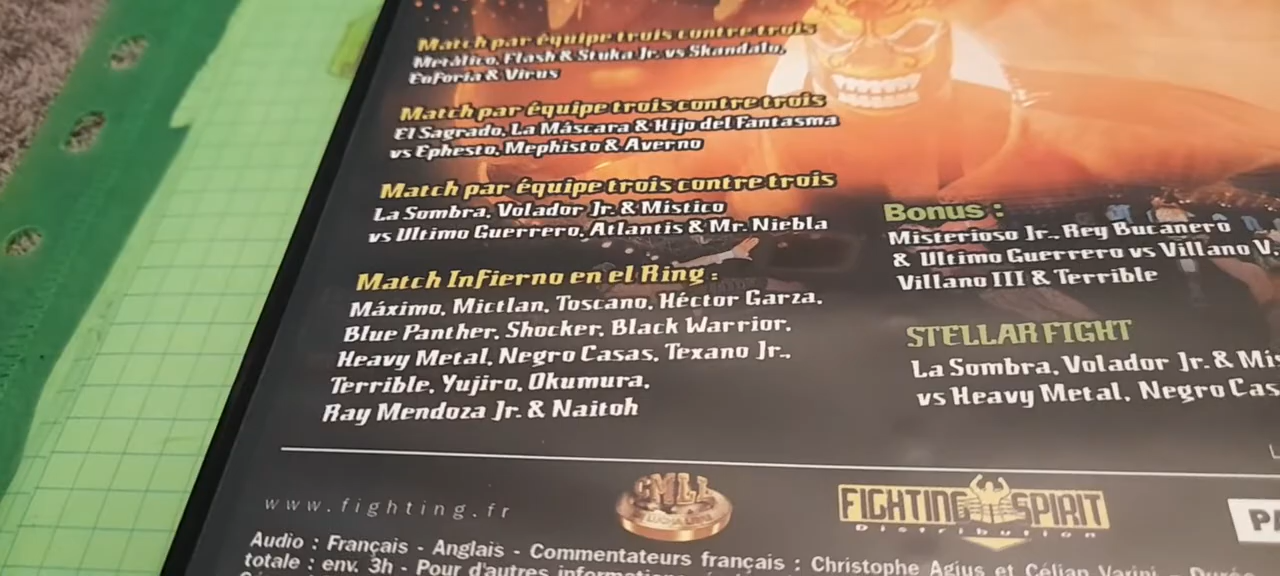 Match par équipe trois contre trois
Metálico, Flash & Stuka Jr. vs Skandalo,
Euforia & Virus
Match par équipe trois contre trois
El Sagrado, La Máscara & Hijo del Fantasma
vs Ephesto, Mephisto & Averno
Match par équipe trois contre trois
La Sombra, Volador Jr. & Mistico
vs Ultimo Guerrero, Atlantis & Mr. Niebla
Match Infierno en el Ring :
Máximo, Mictlan, Toscano, Héctor Garza,
Blue Panther, Shocker, Black Warrior,
Heavy Metal, Negro Casas, Texano Jr.,
Terrible, Yujiro, Okumura,
Ray Mendoza Jr. & Naitoh
Bonus :
Misterioso Jr., Rey Bucanero
& Ultimo Guerrero vs Villano V,
Villano III & Terrible
STELLAR FIGHT
La Sombra, Volador Jr. & Mis
vs Heavy Metal, Negro Cas
www.fighting.fr
CMLL
LUCHA LIBRE
FIGHTING SPIRIT
Distribution
PA
Audio : Français - Anglais - Commentateurs français : Christophe Agius et Célian Varini - Durée
totale : env. 3h - Pour d'autres